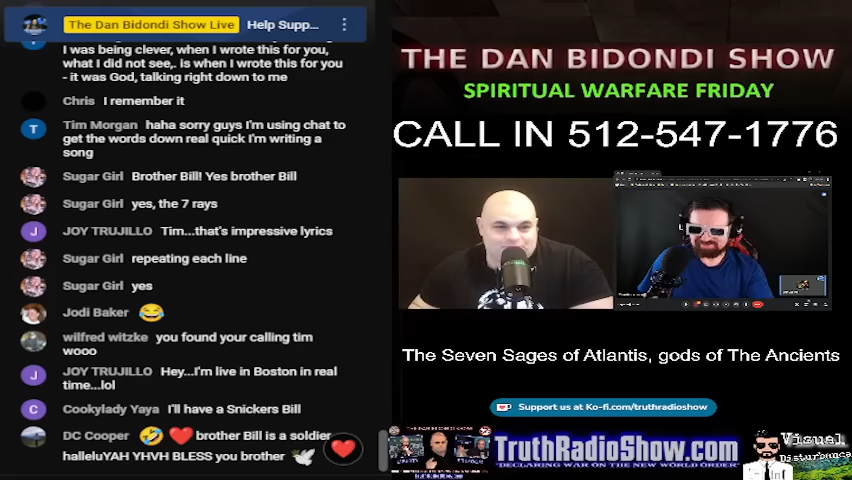 The Dan Bidondi Show Live Help Supp...
I was being clever, when I wrote this for you,
what I did not see,. is when I wrote this for you
- it was God, talking right down to me
Chris I remember it
Tim Morgan haha sorry guys I'm using chat to
get the words down real quick I'm writing a
song
Sugar Girl Brother Bill! Yes brother Bill
Sugar Girl yes, the 7 rays
JOY TRUJILLO Tim...that's impressive lyrics
Sugar Girl repeating each line
Sugar Girl yes
Jodi Baker 😂
wilfred witzke you found your calling tim
wooo
JOY TRUJILLO Hey...I'm live in Boston in real
time...lol
Cookylady Yaya I'll have a Snickers Bill
DC Cooper 🤣 ❤️ brother Bill is a soldier
halleluYAH YHVH BLESS you brother 🕊️
THE DAN BIDONDI SHOW
SPIRITUAL WARFARE FRIDAY
CALL IN 512-547-1776
The Seven Sages of Atlantis, gods of The Ancients
Support us at Ko-fi.com/truthradioshow
TruthRadioShow.com
"DECLARING WAR ON THE NEW WORLD ORDER"
Visual
Disturbance